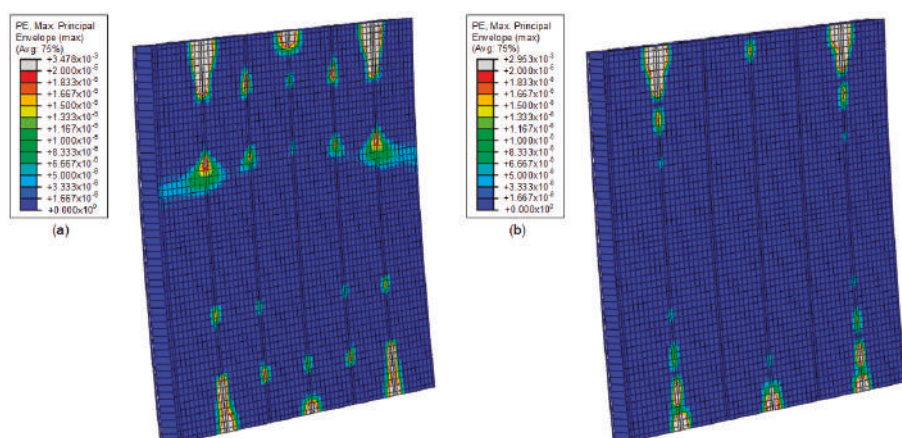 PE, Max. Principal
Envelope (max)
(Avg: 75%)
+3.478x10⁻³
+2.000x10⁻⁵
+1.833x10⁻⁵
+1.667x10⁻⁵
+1.500x10⁻⁵
+1.333x10⁻⁵
+1.167x10⁻⁵
+1.000x10⁻⁵
+8.333x10⁻⁶
+6.667x10⁻⁶
+5.000x10⁻⁶
+3.333x10⁻⁶
+1.667x10⁻⁶
+0.000x10⁰
(a)
PE, Max. Principal
Envelope (max)
(Avg: 75%)
+2.953x10⁻³
+2.000x10⁻⁵
+1.833x10⁻⁵
+1.667x10⁻⁵
+1.500x10⁻⁵
+1.333x10⁻⁵
+1.167x10⁻⁵
+1.000x10⁻⁵
+8.333x10⁻⁶
+6.667x10⁻⁶
+5.000x10⁻⁶
+3.333x10⁻⁶
+1.667x10⁻⁶
+0.000x10⁰
(b)